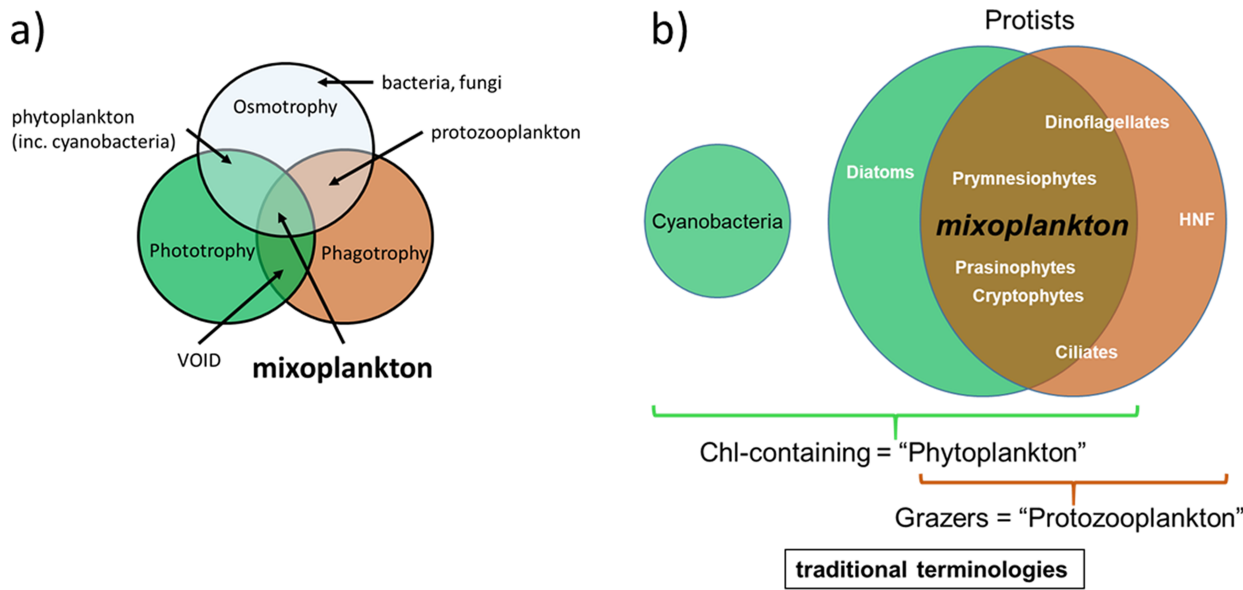 a)
Osmotrophy
bacteria, fungi
phytoplankton
(inc. cyanobacteria)
protozooplankton
Phototrophy
Phagotrophy
VOID
mixoplankton
b)
Protists
Dinoflagellates
Diatoms
Prymnesiophytes
Cyanobacteria
mixoplankton
HNF
Prasinophytes
Cryptophytes
Ciliates
Chl-containing = “Phytoplankton”
Grazers = “Protozooplankton”
traditional terminologies